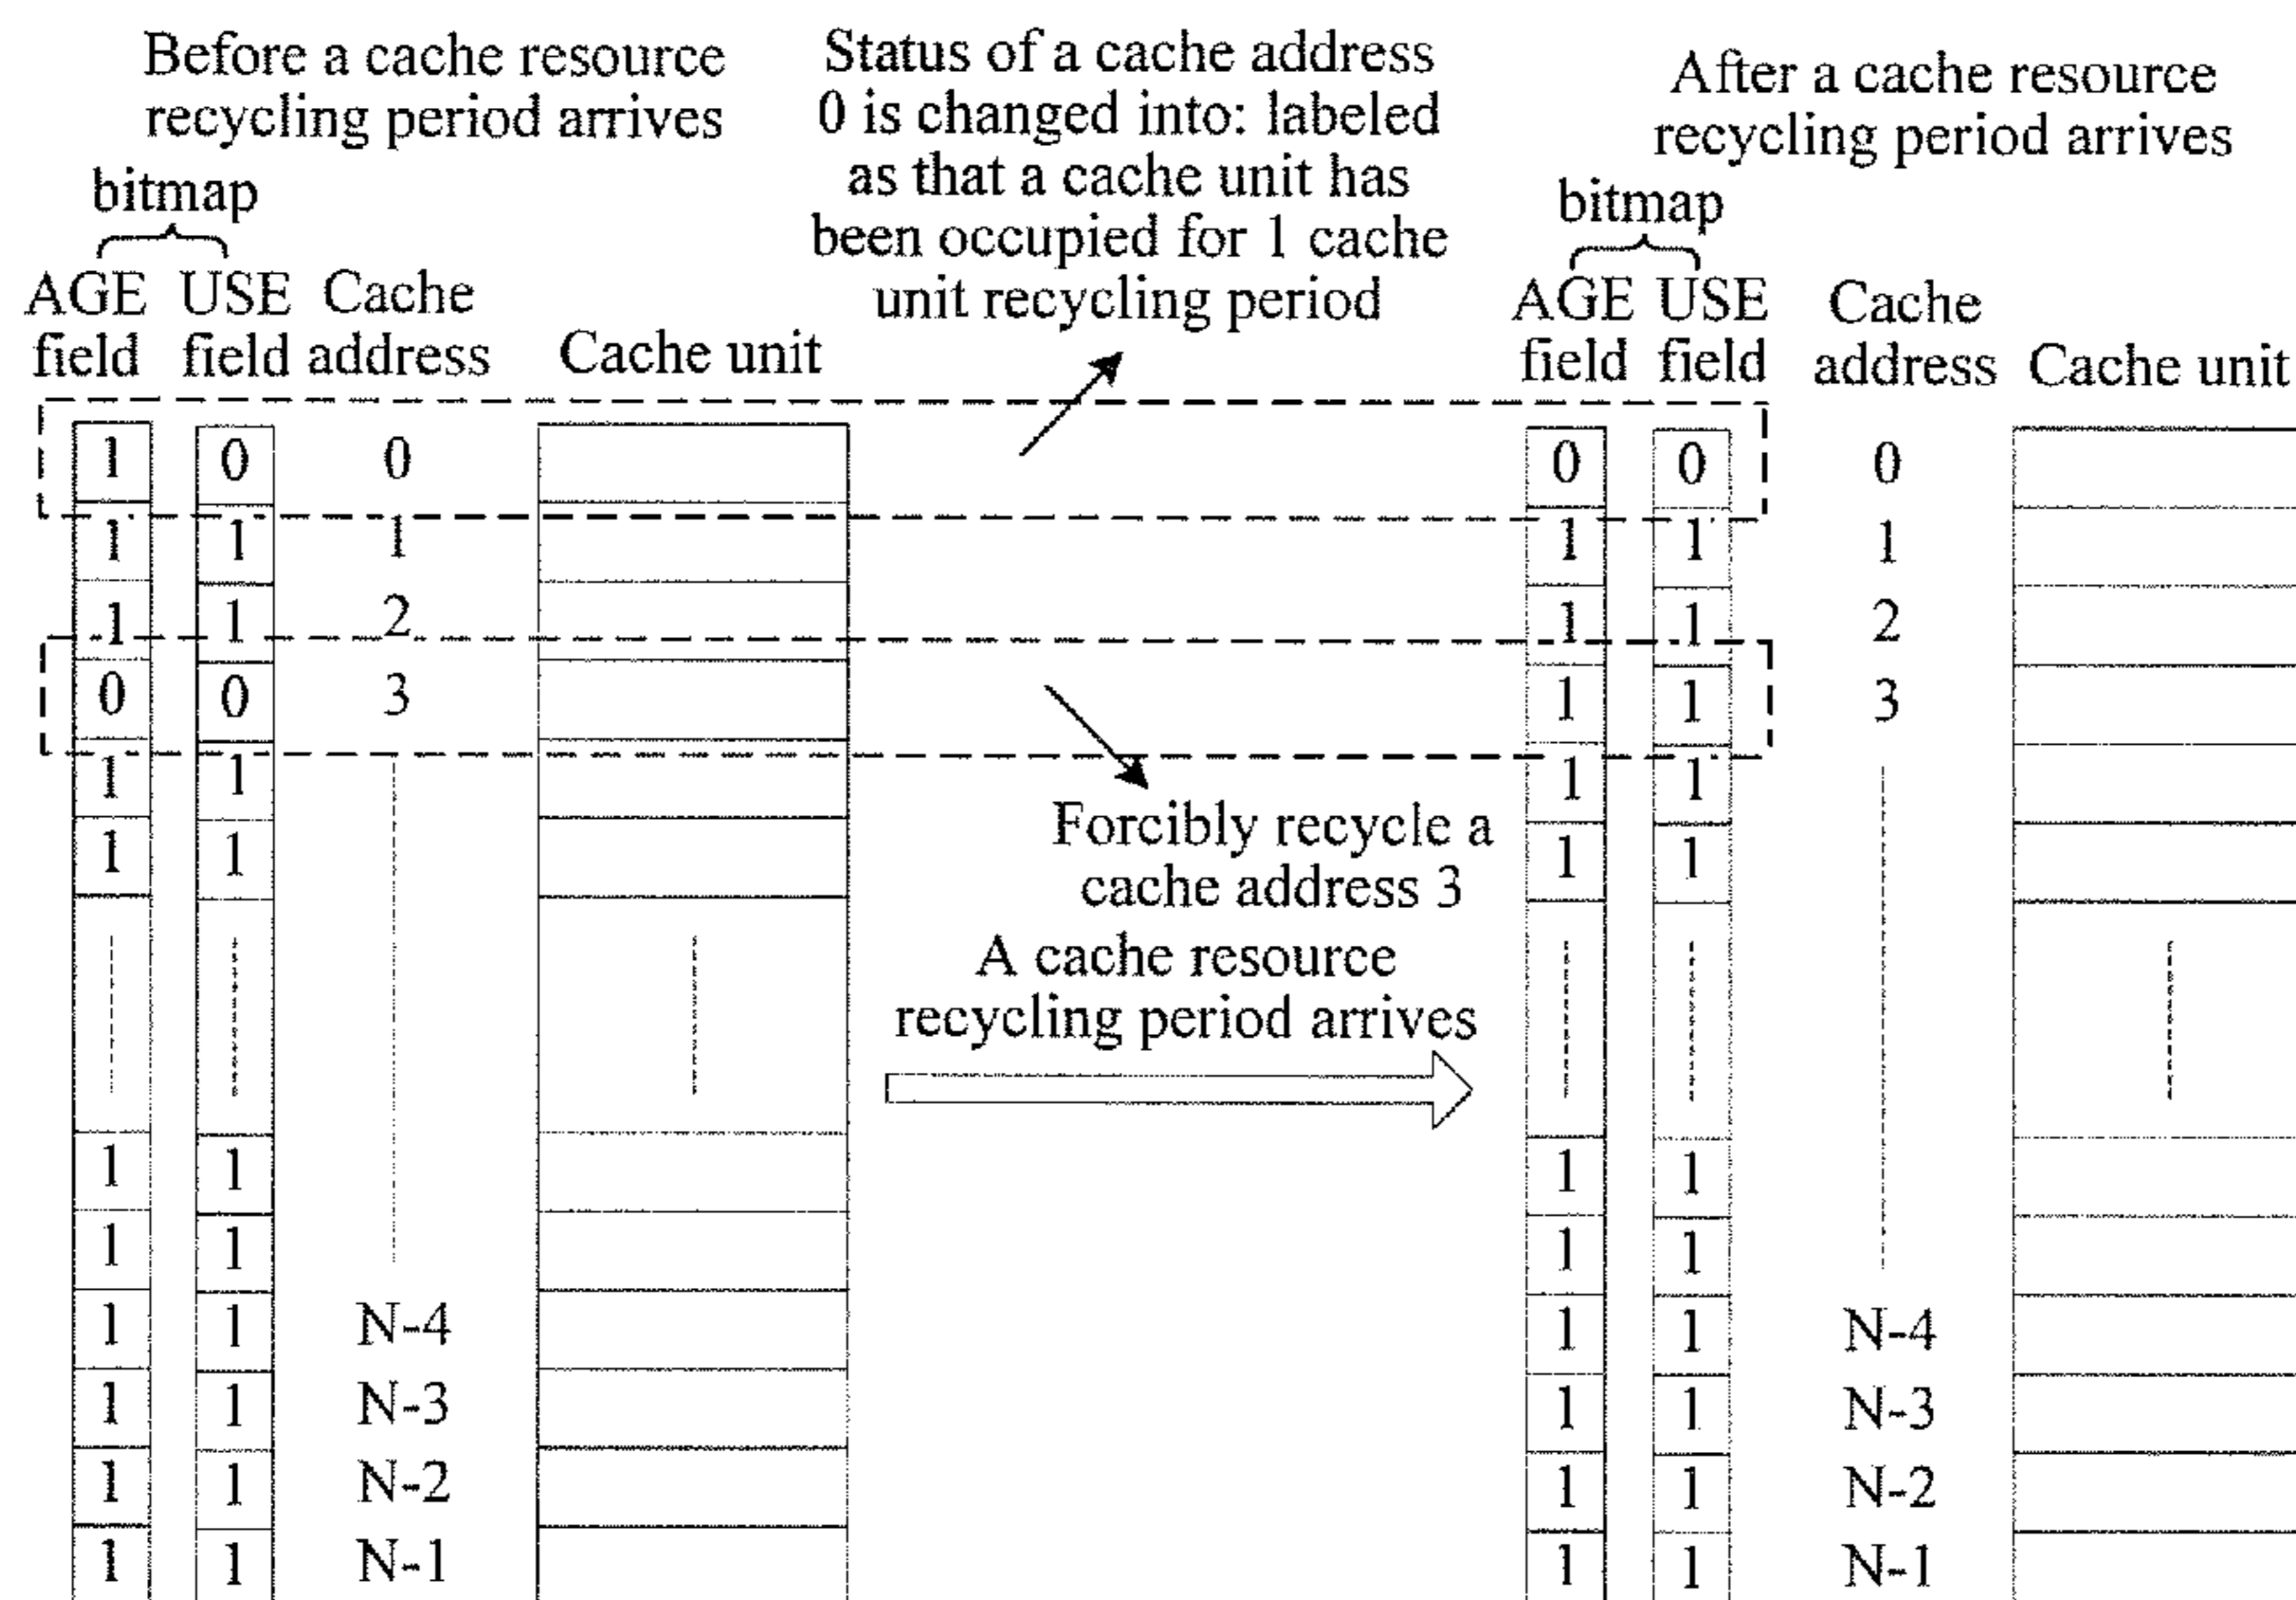 Before a cache resource
recycling period arrives
bitmap
AGE USE Cache
field field address Cache unit
Status of a cache address
0 is changed into: labeled
as that a cache unit has
been occupied for 1 cache
unit recycling period
After a cache resource
recycling period arrives
bitmap
AGE USE Cache
field field address Cache unit
1 0 0
1 1 1
1 1 2
0 0 3
1 1
1 1
1 1
1 1
1 1 N-4
1 1 N-3
1 1 N-2
1 1 N-1
Forcibly recycle a
cache address 3
A cache resource
recycling period arrives
0 0 0
1 1 1
1 1 2
1 1 3
1 1
1 1
1 1
1 1
1 1 N-4
1 1 N-3
1 1 N-2
1 1 N-1